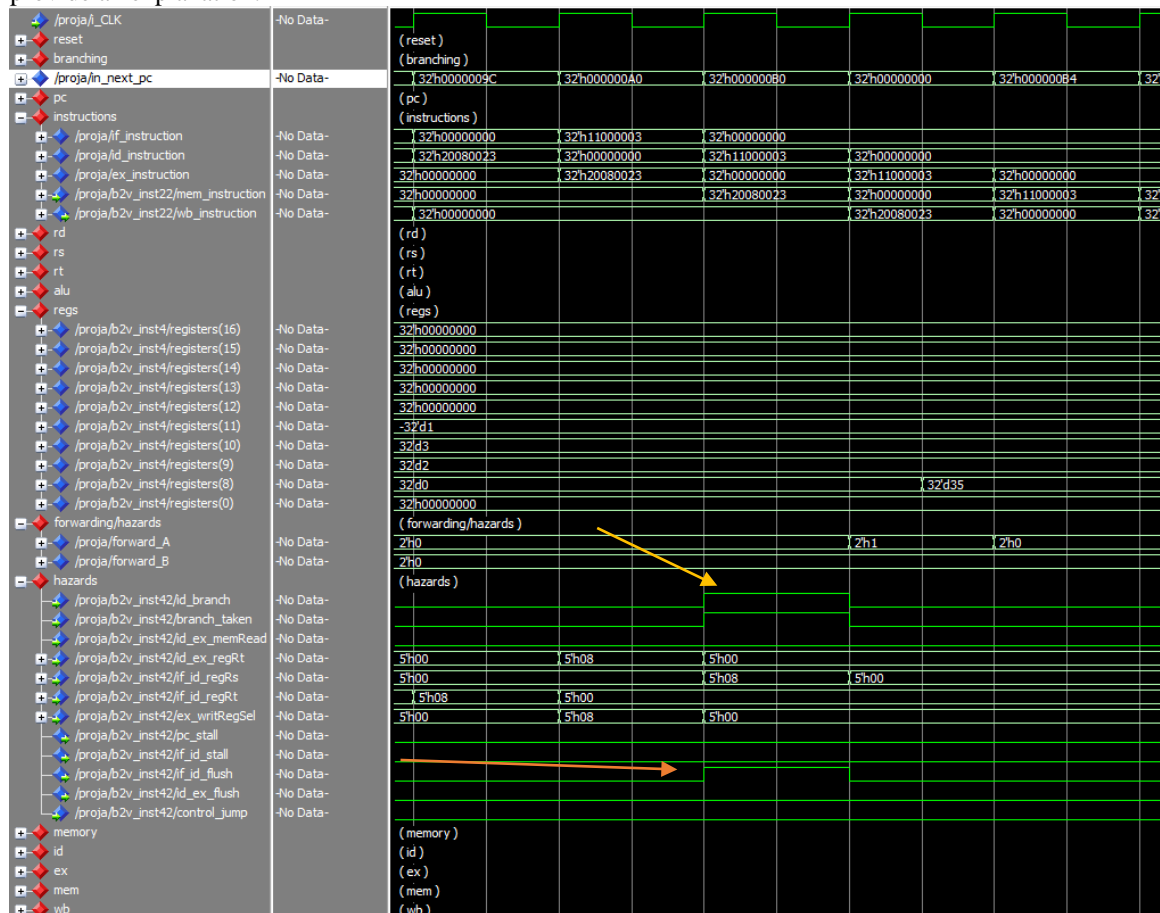 /proja/i_CLK -No Data-
reset (reset)
branching (branching)
/proja/in_next_pc -No Data- 32'h0000009C 32'h000000A0 32'h000000B0 32'h00000000 32'h000000B4 32'
pc (pc)
instructions (instructions)
/proja/if_instruction -No Data- 32'h00000000 32'h11000003 32'h00000000
/proja/id_instruction -No Data- 32'h20080023 32'h00000000 32'h11000003 32'h00000000
/proja/ex_instruction -No Data- 32'h00000000 32'h20080023 32'h00000000 32'h11000003 32'h00000000
/proja/b2v_inst22/mem_instruction -No Data- 32'h00000000 32'h20080023 32'h00000000 32'h11000003 32'
/proja/b2v_inst22/wb_instruction -No Data- 32'h00000000 32'h20080023 32'h00000000 32'
rd (rd)
rs (rs)
rt (rt)
alu (alu)
regs (regs)
/proja/b2v_inst4/registers(16) -No Data- 32'h00000000
/proja/b2v_inst4/registers(15) -No Data- 32'h00000000
/proja/b2v_inst4/registers(14) -No Data- 32'h00000000
/proja/b2v_inst4/registers(13) -No Data- 32'h00000000
/proja/b2v_inst4/registers(12) -No Data- 32'h00000000
/proja/b2v_inst4/registers(11) -No Data- -32'd1
/proja/b2v_inst4/registers(10) -No Data- 32'd3
/proja/b2v_inst4/registers(9) -No Data- 32'd2
/proja/b2v_inst4/registers(8) -No Data- 32'd0 32'd35
/proja/b2v_inst4/registers(0) -No Data- 32'h00000000
forwarding/hazards (forwarding/hazards)
/proja/forward_A -No Data- 2'h0 2'h1 2'h0
/proja/forward_B -No Data- 2'h0
hazards (hazards)
/proja/b2v_inst42/id_branch -No Data-
/proja/b2v_inst42/branch_taken -No Data-
/proja/b2v_inst42/id_ex_memRead -No Data-
/proja/b2v_inst42/id_ex_regRt -No Data- 5'h00 5'h08 5'h00
/proja/b2v_inst42/if_id_regRs -No Data- 5'h00 5'h08 5'h00
/proja/b2v_inst42/if_id_regRt -No Data- 5'h08 5'h00
/proja/b2v_inst42/ex_writRegSel -No Data- 5'h00 5'h08 5'h00
/proja/b2v_inst42/pc_stall -No Data-
/proja/b2v_inst42/if_id_stall -No Data-
/proja/b2v_inst42/if_id_flush -No Data-
/proja/b2v_inst42/id_ex_flush -No Data-
/proja/b2v_inst42/control_jump -No Data-
memory (memory)
id (id)
ex (ex)
mem (mem)
wb (wb)